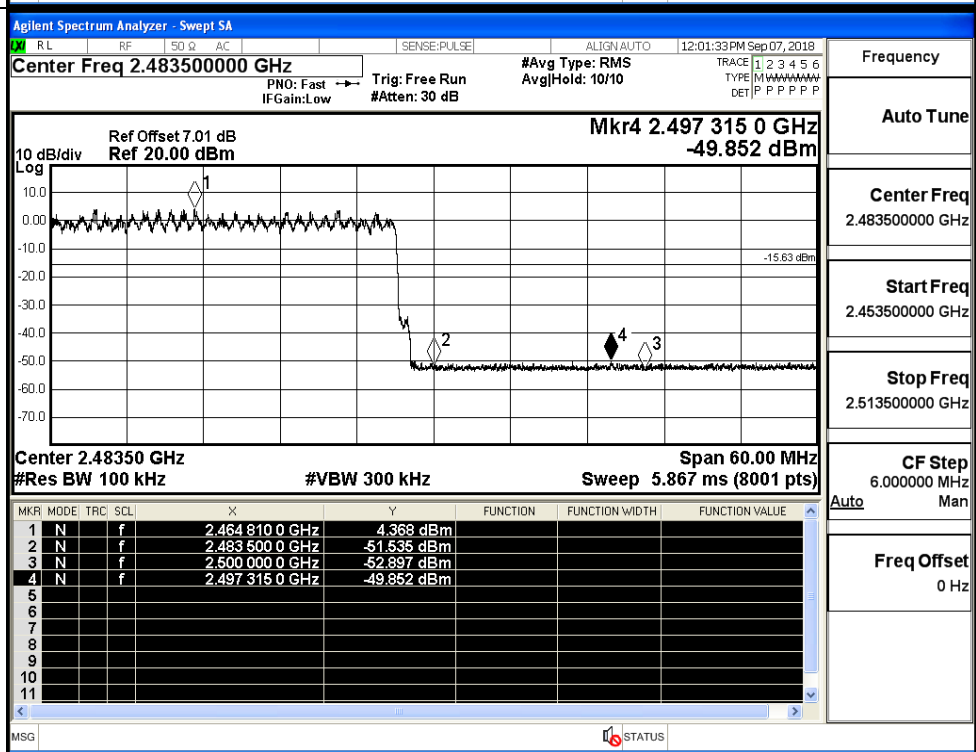 Agilent Spectrum Analyzer - Swept SA
LXI RL RF 50 Ω AC SENSE:PULSE ALIGN AUTO 12:01:33 PM Sep 07, 2018
Center Freq 2.483500000 GHz #Avg Type: RMS TRACE 1 2 3 4 5 6
PNO: Fast Trig: Free Run Avg|Hold: 10/10 TYPE M WWWWW
IFGain:Low #Atten: 30 dB DET P P P P P P
Frequency
Auto Tune
Center Freq
2.483500000 GHz
Start Freq
2.453500000 GHz
Stop Freq
2.513500000 GHz
CF Step
6.000000 MHz
Auto Man
Freq Offset
0 Hz
Ref Offset 7.01 dB Mkr4 2.497 315 0 GHz
10 dB/div Ref 20.00 dBm -49.852 dBm
Log
10.0
0.00
-10.0
-20.0
-30.0
-40.0
-50.0
-60.0
-70.0
1
-15.63 dBm
2
4
3
Center 2.48350 GHz Span 60.00 MHz
#Res BW 100 kHz #VBW 300 kHz Sweep 5.867 ms (8001 pts)
MKR MODE TRC SCL X Y FUNCTION FUNCTION WIDTH FUNCTION VALUE
1 N f 2.464 810 0 GHz 4.368 dBm
2 N f 2.483 500 0 GHz -51.535 dBm
3 N f 2.500 000 0 GHz -52.897 dBm
4 N f 2.497 315 0 GHz -49.852 dBm
5
6
7
8
9
10
11
MSG STATUS